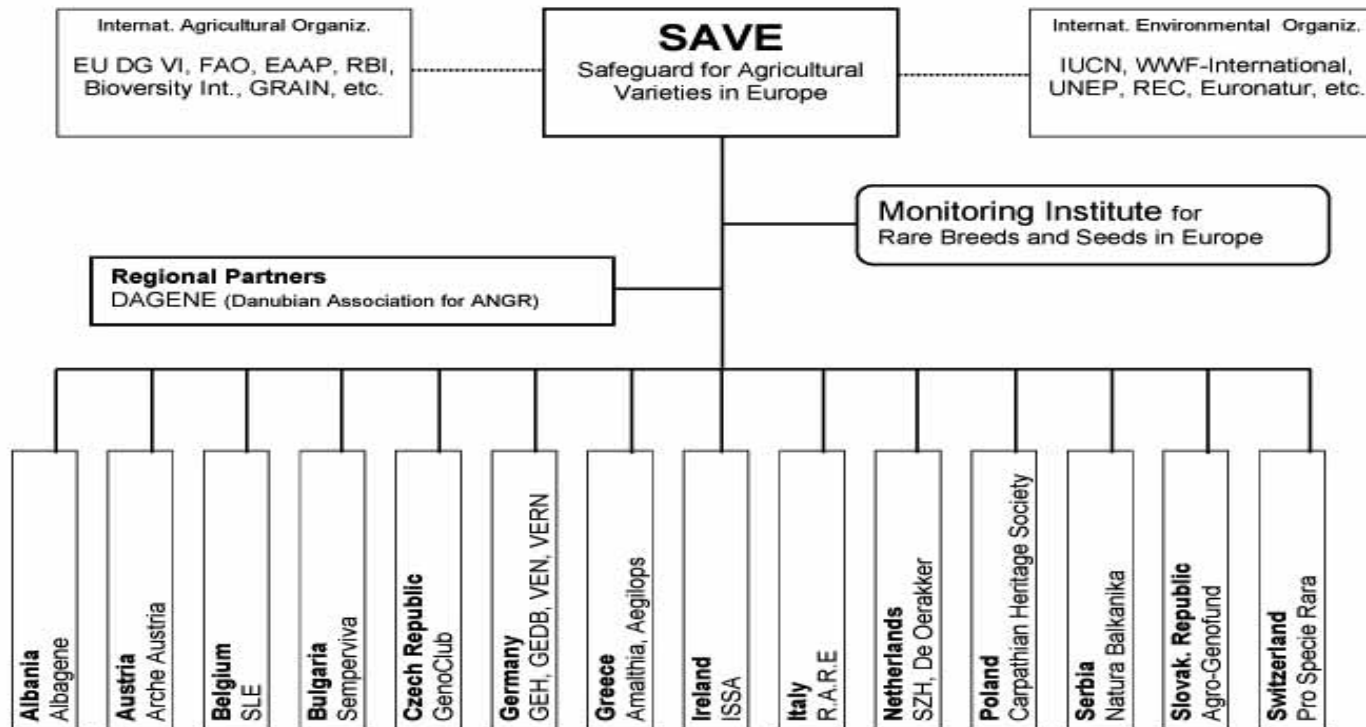 Internat. Agricultural Organiz.
EU DG VI, FAO, EAAP, RBI,
Bioversity Int., GRAIN, etc.
SAVE
Safeguard for Agricultural
Varieties in Europe
Internat. Environmental Organiz.
IUCN, WWF-International,
UNEP, REC, Euronatur, etc.
Monitoring Institute for
Rare Breeds and Seeds in Europe
Regional Partners
DAGENE (Danubian Association for ANGR)
Albania
Albagene
Austria
Arche Austria
Belgium
SLE
Bulgaria
Semperviva
Czech Republic
GenoClub
Germany
GEH, GEDB, VEN, VERN
Greece
Amalthia, Aegilops
Ireland
ISSA
Italy
R.A.R.E
Netherlands
SZH, De Oerakker
Poland
Carpathian Heritage Society
Serbia
Natura Balkanika
Slovak. Republic
Agro-Genofund
Switzerland
Pro Specie Rara